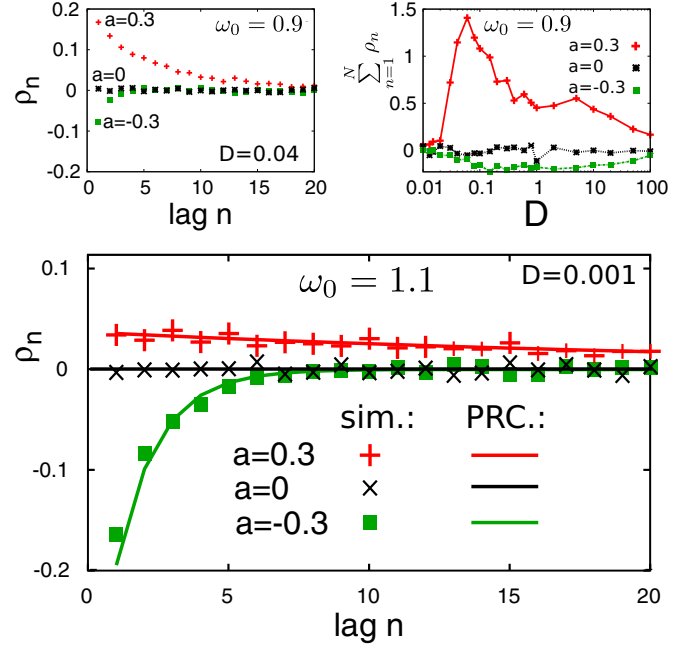 0.2
0.1
0
-0.1
-0.2
ρn
ω0 = 0.9
a=0.3
a=0
a=-0.3
D=0.04
5
10
15
20
lag n
1.5
1
0.5
0
N
∑ ρn
n=1
ω0 = 0.9
a=0.3
a=0
a=-0.3
0.01
0.1
1
10
100
D
0.1
0
-0.1
-0.2
ρn
ω0 = 1.1
D=0.001
sim.: PRC.:
a=0.3
a=0
a=-0.3
0
5
10
15
20
lag n